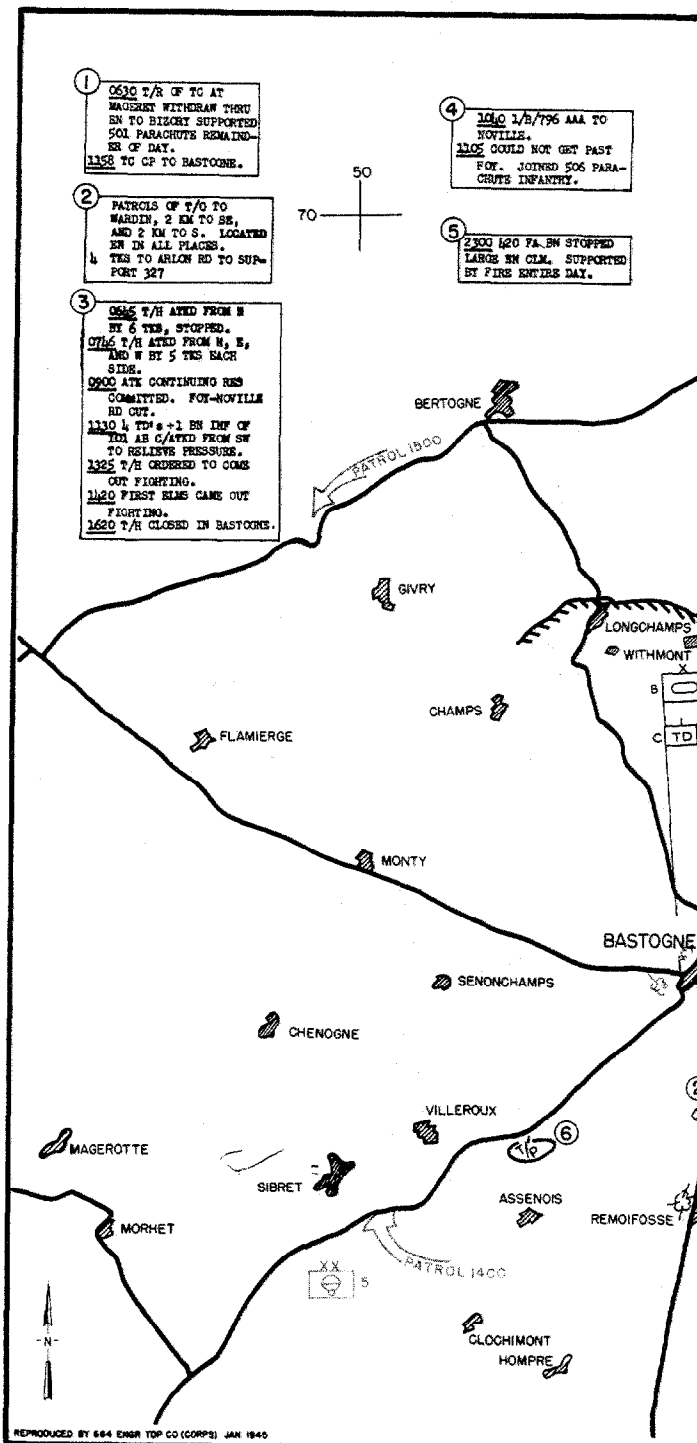 1
0630 T/R OF TC AT
MAGERET WITHDRAW THRU
EN TO BIZORY SUPPORTED
501 PARACHUTE REMAIND-
ER OF DAY.
1158 TC CP TO BASTOGNE.
2
PATROLS OF T/O TO
WARDIN, 2 KM TO SE,
AND 2 KM TO S. LOCATED
EN IN ALL PLACES.
4 TKS TO ARLON RD TO SUP-
PORT 327
3
0645 T/H ATKD FROM N
BY 6 TKS, STOPPED.
0746 T/H ATKD FROM N, E,
AND W BY 5 TKS EACH
SIDE.
0900 ATK CONTINUING RES
COMMITTED. FOY-NOVILLE
RD CUT.
1130 4 TD's +1 BN INF OF
101 AB C/ATKD FROM SW
TO RELIEVE PRESSURE.
1325 T/H ORDERED TO COME
OUT FIGHTING.
1420 FIRST ELMS CAME OUT
FIGHTING.
1620 T/H CLOSED IN BASTOGNE.
4
1040 1/B/796 AAA TO
NOVILLE.
1105 COULD NOT GET PAST
FOY. JOINED 506 PARA-
CHUTE INFANTRY.
5
2300 420 FA BN STOPPED
LARGE EN CLM. SUPPORTED
BY FIRE ENTIRE DAY.
50
70
BERTOGNE
PATROL 1500
GIVRY
LONGCHAMPS
WITHMONT
X
B
C TD
CHAMPS
FLAMIERGE
MONTY
BASTOGNE
SENONCHAMPS
CHENOGNE
2
VILLEROUX
6
T/P
MAGEROTTE
SIBRET
ASSENOIS
REMOIFOSSE
MORHET
PATROL 1400
XX
5
-N-
CLOCHIMONT
HOMPRE
REPRODUCED BY 664 ENGR TOP CO (CORPS) JAN 1945